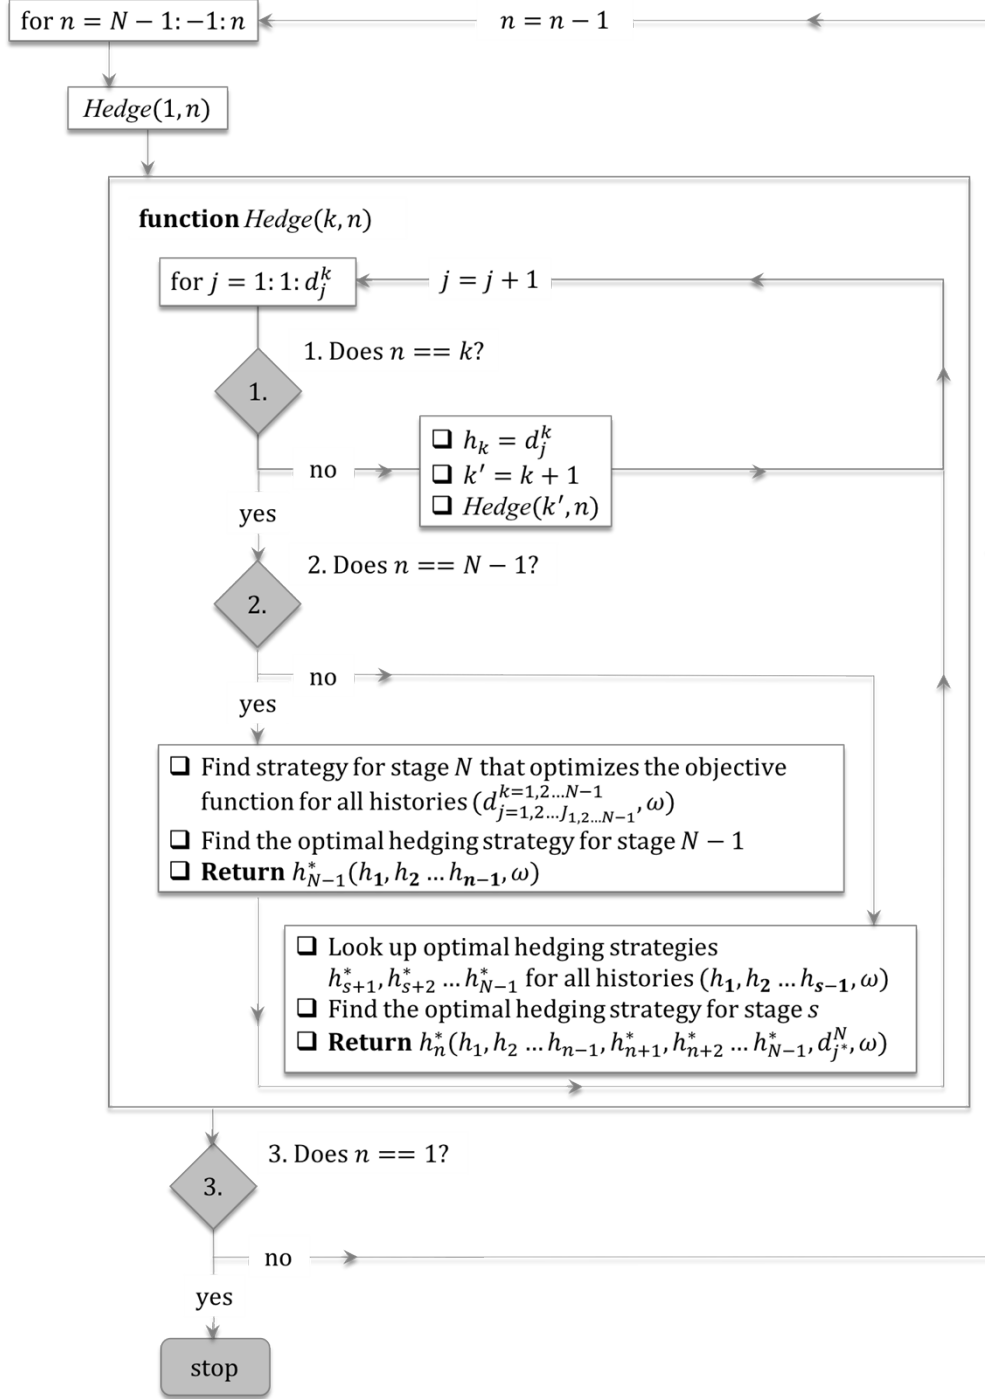 for n = N − 1: −1: n
n = n − 1
Hedge(1, n)
function Hedge(k, n)
for j = 1: 1: d_j^k
j = j + 1
1. Does n == k?
1.
❑ h_k = d_j^k
no
❑ k′ = k + 1
❑ Hedge(k′, n)
yes
2. Does n == N − 1?
2.
no
yes
❑ Find strategy for stage N that optimizes the objective
function for all histories (d_{j=1,2…J_{1,2…N−1}}^{k=1,2…N−1}, ω)
❑ Find the optimal hedging strategy for stage N − 1
❑ Return h_{N−1}^*(h_1, h_2 … h_{n−1}, ω)
❑ Look up optimal hedging strategies
h_{s+1}^*, h_{s+2}^* … h_{N−1}^* for all histories (h_1, h_2 … h_{s−1}, ω)
❑ Find the optimal hedging strategy for stage s
❑ Return h_n^*(h_1, h_2 … h_{n−1}, h_{n+1}^*, h_{n+2}^* … h_{N−1}^*, d_{j^*}^N, ω)
3. Does n == 1?
3.
no
yes
stop